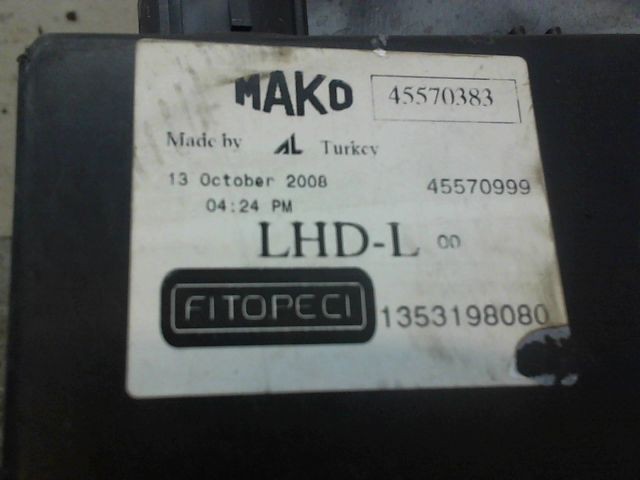 MAKO 45570383
Made by AL Turkey
13 October 2008 45570999
04:24 PM
LHD-L 00
FITOPECI 1353198080